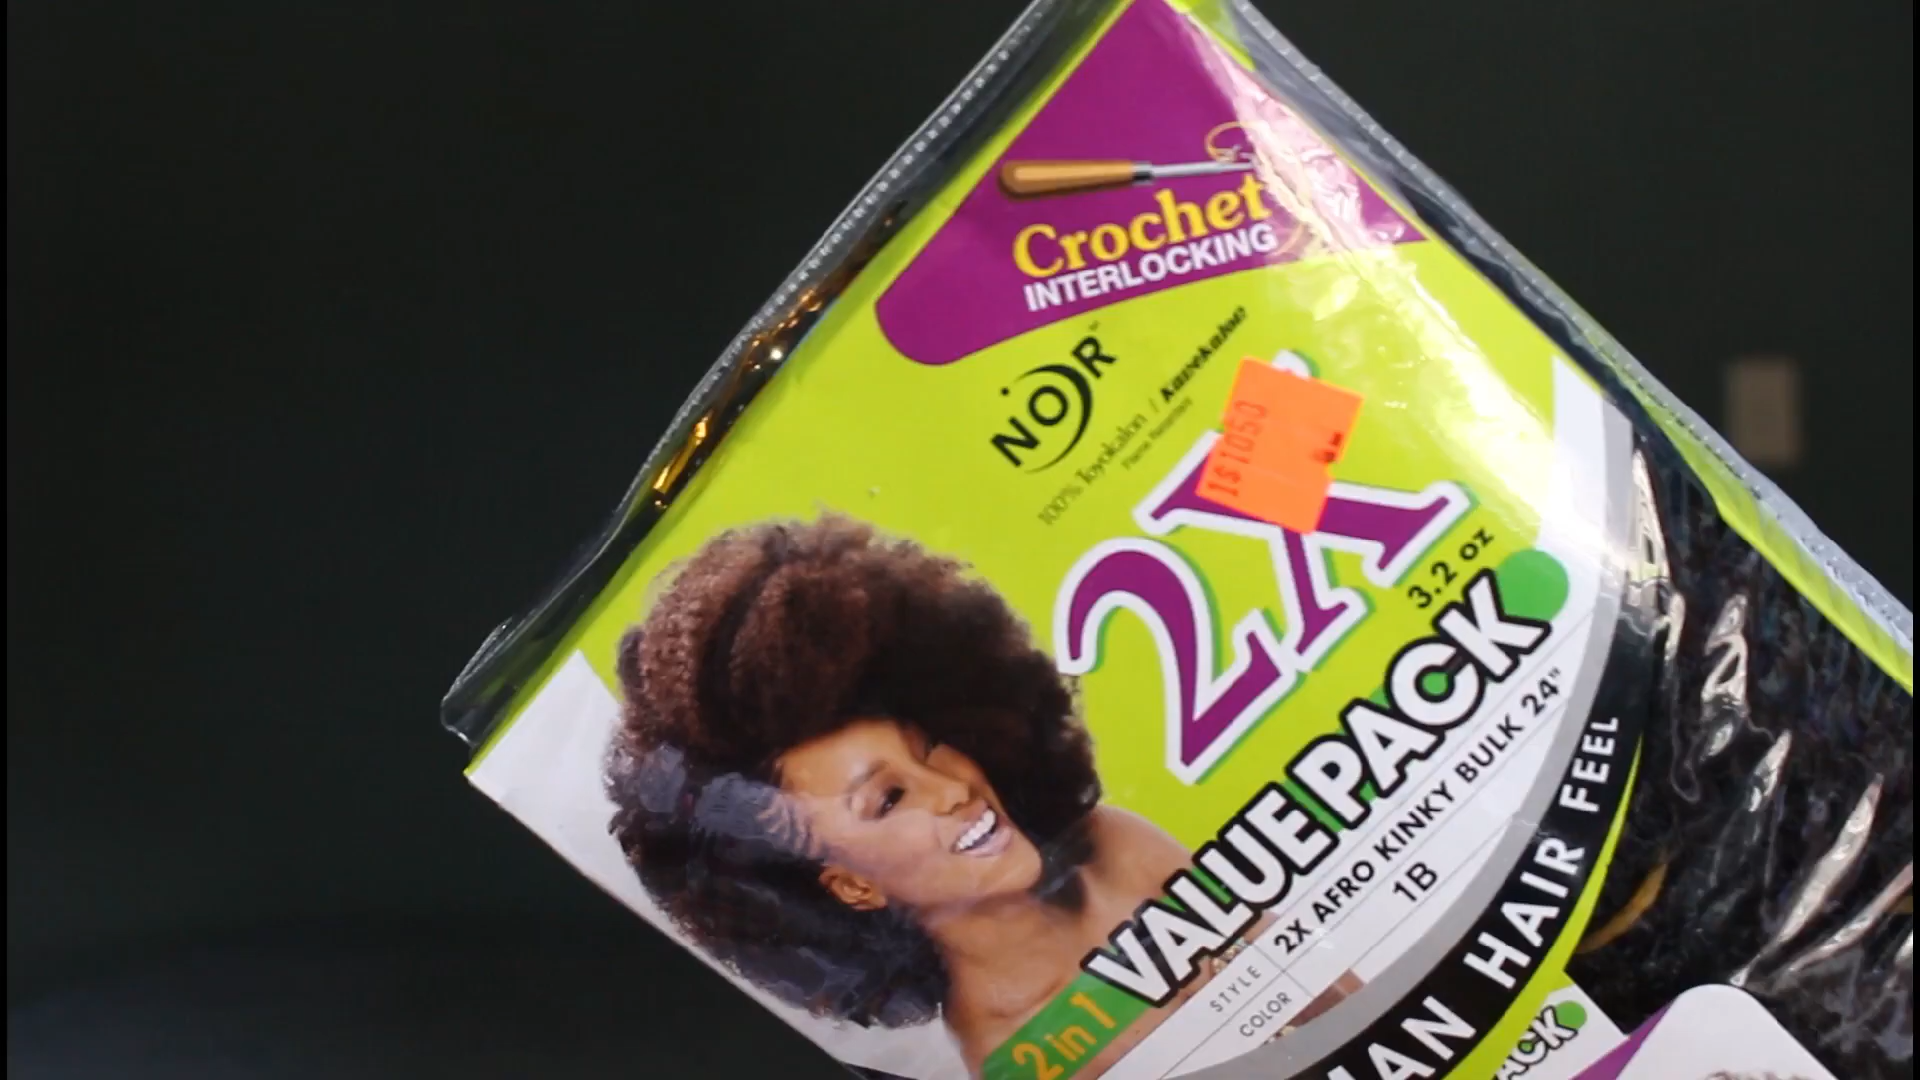 Crochet
INTERLOCKING
NOIR
100% Toyokalon / Kanekalon
2X
3.2 oz
VALUE PACK
2 in 1
STYLE 2X AFRO KINKY BULK 24"
COLOR 1B
HAIR FEEL